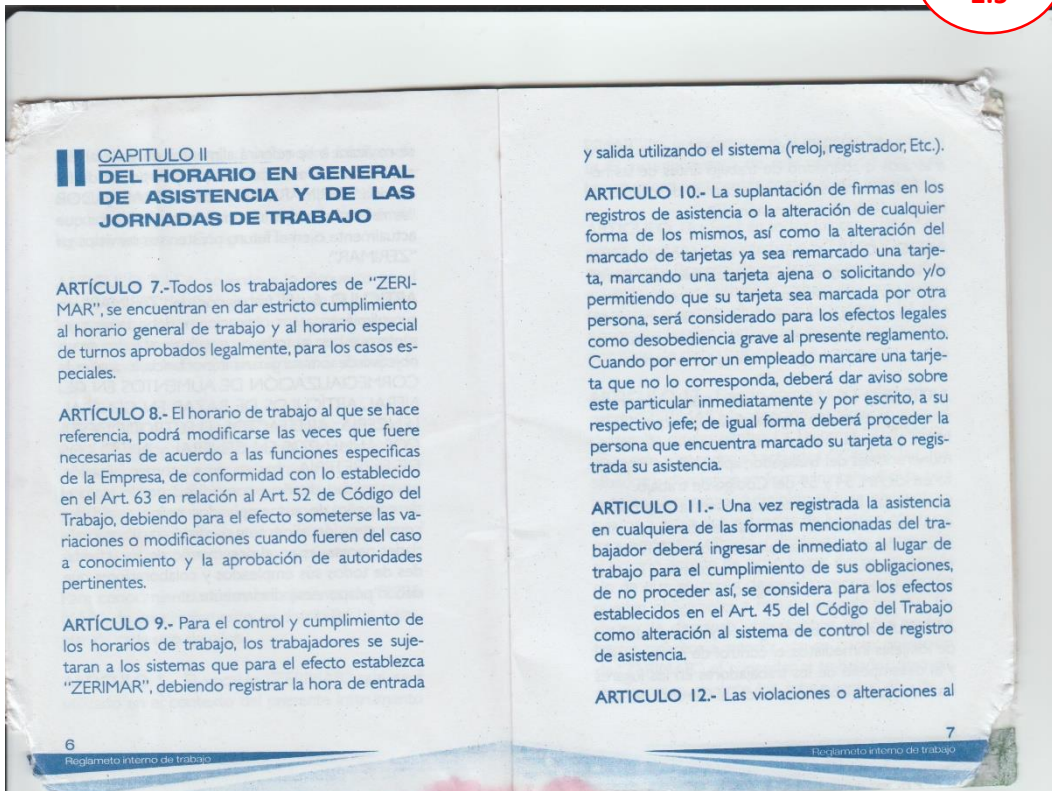 II CAPITULO II
DEL HORARIO EN GENERAL
DE ASISTENCIA Y DE LAS
JORNADAS DE TRABAJO
ARTÍCULO 7.-Todos los trabajadores de “ZERI-
MAR”, se encuentran en dar estricto cumplimiento
al horario general de trabajo y al horario especial
de turnos aprobados legalmente, para los casos es-
peciales.
ARTÍCULO 8.- El horario de trabajo al que se hace
referencia, podrá modificarse las veces que fuere
necesarias de acuerdo a las funciones especificas
de la Empresa, de conformidad con lo establecido
en el Art. 63 en relación al Art. 52 de Código del
Trabajo, debiendo para el efecto someterse las va-
riaciones o modificaciones cuando fueren del caso
a conocimiento y la aprobación de autoridades
pertinentes.
ARTÍCULO 9.- Para el control y cumplimiento de
los horarios de trabajo, los trabajadores se suje-
taran a los sistemas que para el efecto establezca
“ZERIMAR”, debiendo registrar la hora de entrada
6
Reglameto interno de trabajo
y salida utilizando el sistema (reloj, registrador, Etc.).
ARTICULO 10.- La suplantación de firmas en los
registros de asistencia o la alteración de cualquier
forma de los mismos, así como la alteración del
marcado de tarjetas ya sea remarcado una tarje-
ta, marcando una tarjeta ajena o solicitando y/o
permitiendo que su tarjeta sea marcada por otra
persona, será considerado para los efectos legales
como desobediencia grave al presente reglamento.
Cuando por error un empleado marcare una tarje-
ta que no lo corresponda, deberá dar aviso sobre
este particular inmediatamente y por escrito, a su
respectivo jefe; de igual forma deberá proceder la
persona que encuentra marcado su tarjeta o regis-
trada su asistencia.
ARTICULO 11.- Una vez registrada la asistencia
en cualquiera de las formas mencionadas del tra-
bajador deberá ingresar de inmediato al lugar de
trabajo para el cumplimiento de sus obligaciones,
de no proceder así, se considera para los efectos
establecidos en el Art. 45 del Código del Trabajo
como alteración al sistema de control de registro
de asistencia.
ARTICULO 12.- Las violaciones o alteraciones al
7
Reglameto interno de trabajo